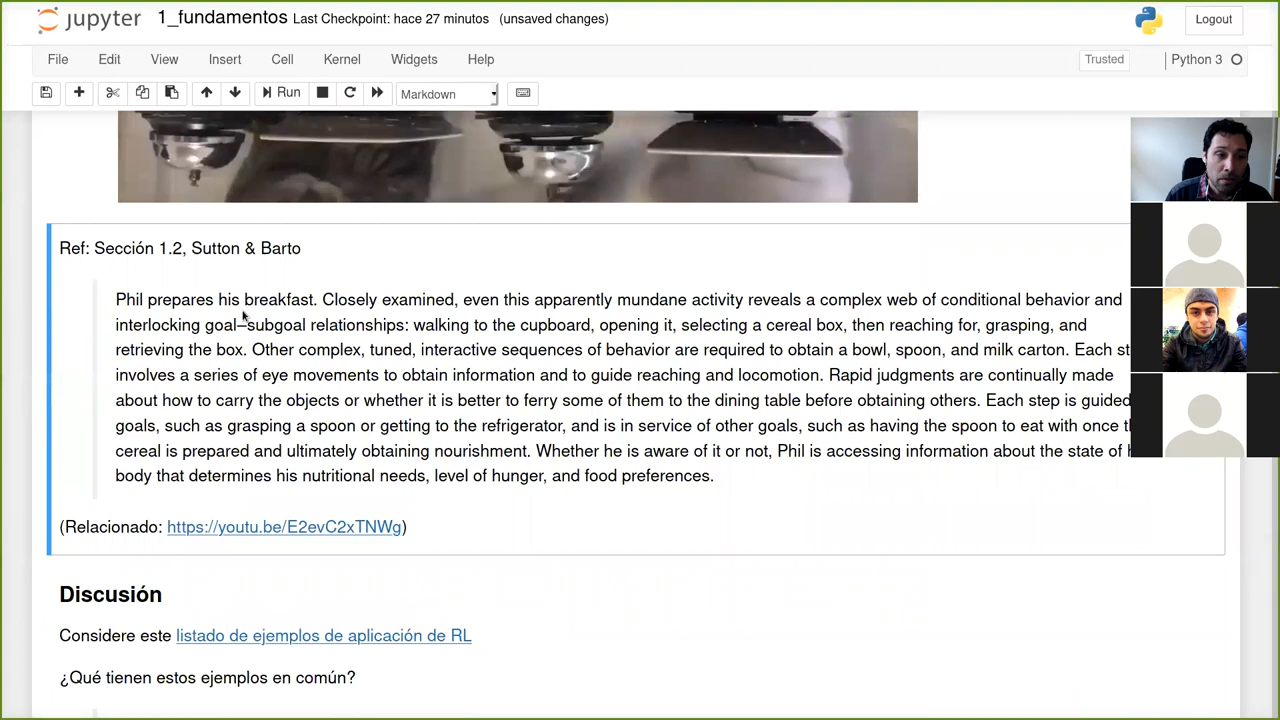 jupyter 1_fundamentos Last Checkpoint: hace 27 minutos (unsaved changes)
Logout
File Edit View Insert Cell Kernel Widgets Help
Trusted Python 3
Run Markdown
Ref: Sección 1.2, Sutton & Barto
Phil prepares his breakfast. Closely examined, even this apparently mundane activity reveals a complex web of conditional behavior and
interlocking goal–subgoal relationships: walking to the cupboard, opening it, selecting a cereal box, then reaching for, grasping, and
retrieving the box. Other complex, tuned, interactive sequences of behavior are required to obtain a bowl, spoon, and milk carton. Each
involves a series of eye movements to obtain information and to guide reaching and locomotion. Rapid judgments are continually made
about how to carry the objects or whether it is better to ferry some of them to the dining table before obtaining others. Each step is guided
goals, such as grasping a spoon or getting to the refrigerator, and is in service of other goals, such as having the spoon to eat with once
cereal is prepared and ultimately obtaining nourishment. Whether he is aware of it or not, Phil is accessing information about the state of
body that determines his nutritional needs, level of hunger, and food preferences.
(Relacionado: https://youtu.be/E2evC2xTNWg)
Discusión
Considere este listado de ejemplos de aplicación de RL
¿Qué tienen estos ejemplos en común?